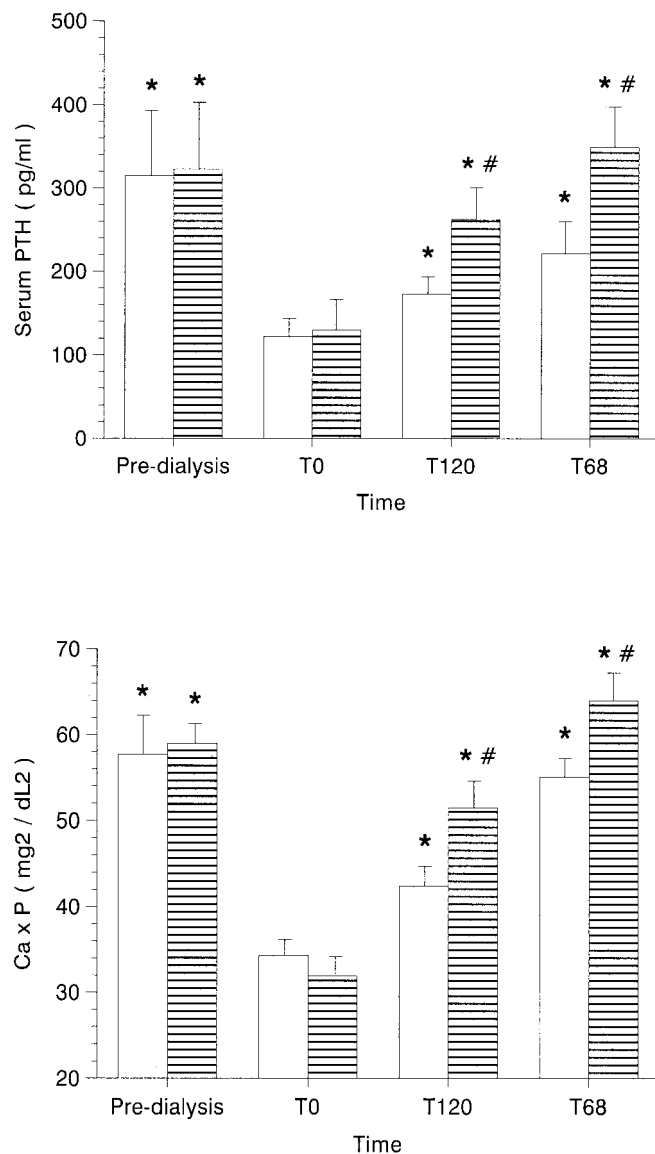 500
400
300
200
100
0
Serum PTH ( pg/ml )
* * * * # * * #
Pre-dialysis T0 T120 T68
Time
70
60
50
40
30
20
Ca x P ( mg2 / dL2 )
* * * * # * * #
Pre-dialysis T0 T120 T68
Time